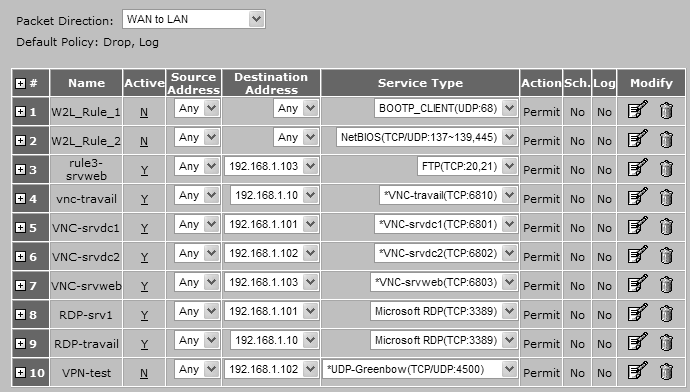 Packet Direction: WAN to LAN
Default Policy: Drop, Log
# Name Active Source Address Destination Address Service Type Action Sch. Log Modify
1 W2L_Rule_1 N Any Any BOOTP_CLIENT(UDP:68) Permit No No
2 W2L_Rule_2 N Any Any NetBIOS(TCP/UDP:137~139,445) Permit No No
3 rule3-srvweb Y Any 192.168.1.103 FTP(TCP:20,21) Permit No No
4 vnc-travail Y Any 192.168.1.10 *VNC-travail(TCP:6810) Permit No No
5 VNC-srvdc1 Y Any 192.168.1.101 *VNC-srvdc1(TCP:6801) Permit No No
6 VNC-srvdc2 Y Any 192.168.1.102 *VNC-srvdc2(TCP:6802) Permit No No
7 VNC-srvweb Y Any 192.168.1.103 *VNC-srvweb(TCP:6803) Permit No No
8 RDP-srv1 Y Any 192.168.1.101 Microsoft RDP(TCP:3389) Permit No No
9 RDP-travail Y Any 192.168.1.10 Microsoft RDP(TCP:3389) Permit No No
10 VPN-test N Any 192.168.1.102 *UDP-Greenbow(TCP/UDP:4500) Permit No No